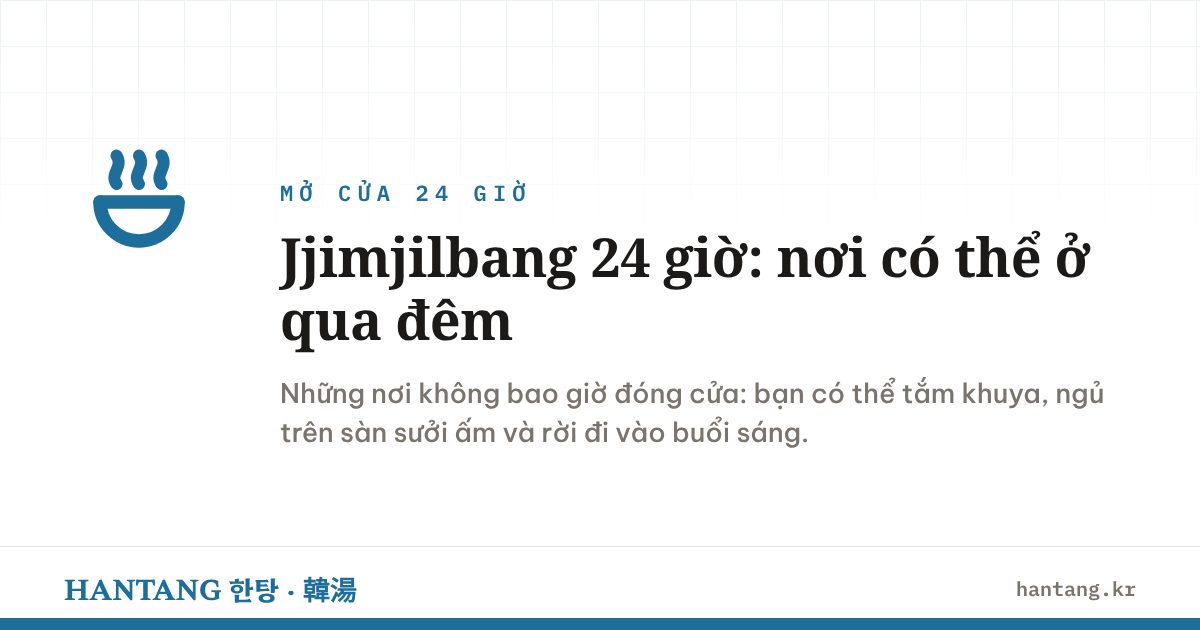 MỞ CỬA 24 GIỜ
Jjimjilbang 24 giờ: nơi có thể ở
qua đêm
Những nơi không bao giờ đóng cửa: bạn có thể tắm khuya, ngủ
trên sàn sưởi ấm và rời đi vào buổi sáng.
HANTANG 한탕 · 韓湯
hantang.kr